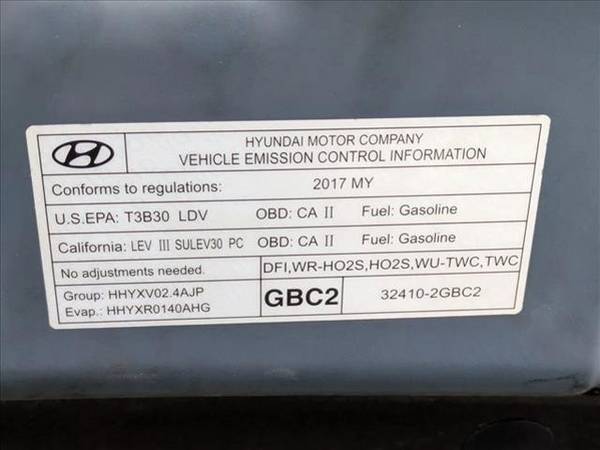 HYUNDAI MOTOR COMPANY
VEHICLE EMISSION CONTROL INFORMATION
Conforms to regulations: 2017 MY
U.S.EPA: T3B30 LDV OBD: CA II Fuel: Gasoline
California: LEV III SULEV30 PC OBD: CA II Fuel: Gasoline
No adjustments needed. DFI,WR-HO2S,HO2S,WU-TWC,TWC
Group: HHYXV02.4AJP
Evap.: HHYXR0140AHG
GBC2 32410-2GBC2